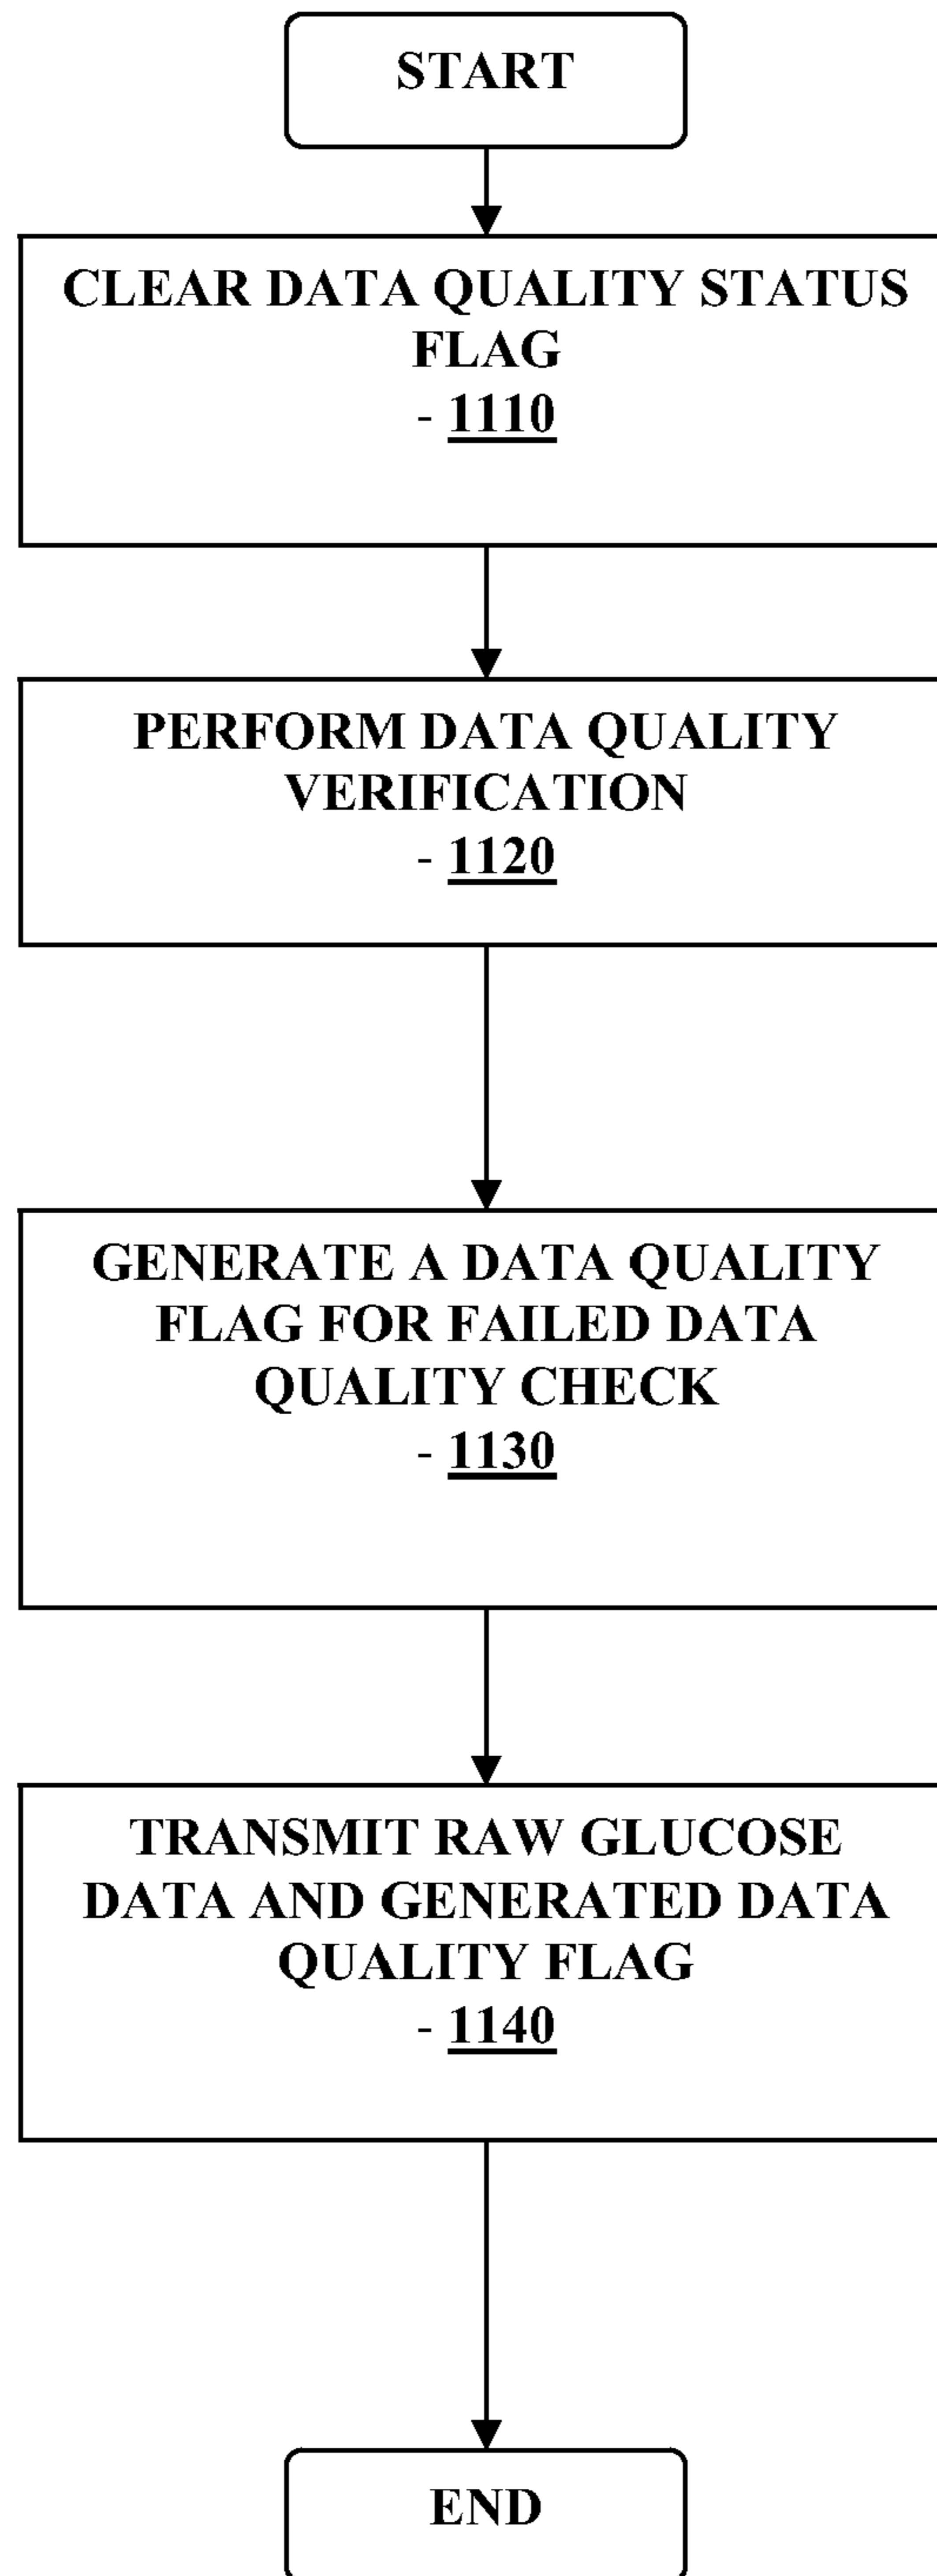 START
CLEAR DATA QUALITY STATUS
FLAG
- 1110
PERFORM DATA QUALITY
VERIFICATION
- 1120
GENERATE A DATA QUALITY
FLAG FOR FAILED DATA
QUALITY CHECK
- 1130
TRANSMIT RAW GLUCOSE
DATA AND GENERATED DATA
QUALITY FLAG
- 1140
END